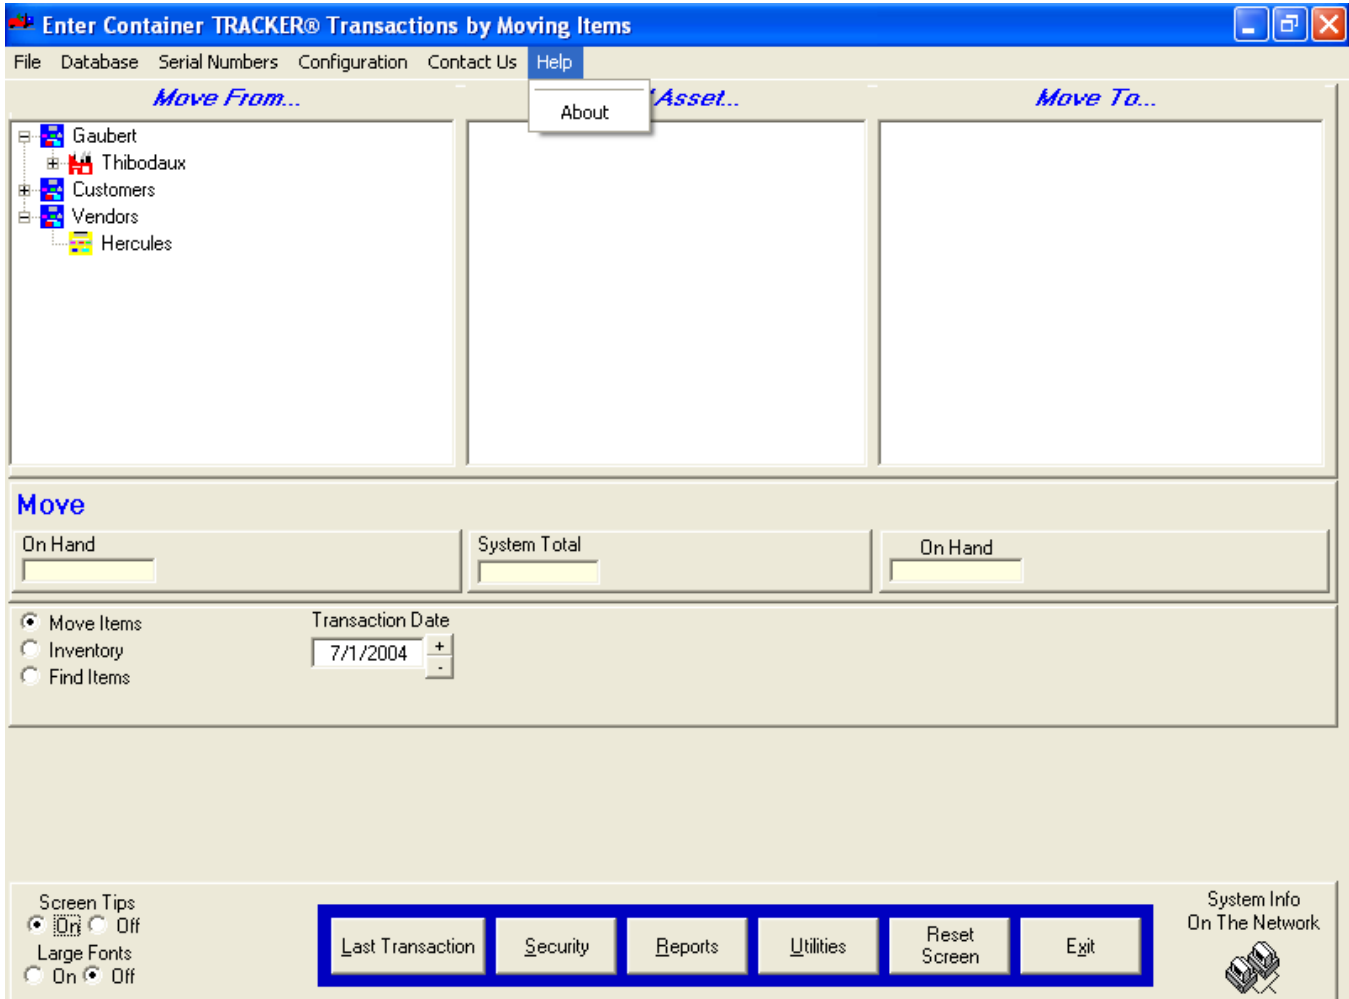 Enter Container TRACKER® Transactions by Moving Items
File Database Serial Numbers Configuration Contact Us Help
Move From... Asset... Move To...
About
Gaubert
Thibodaux
Customers
Vendors
Hercules
Move
On Hand System Total On Hand
Move Items Transaction Date
Inventory 7/1/2004 + -
Find Items
Screen Tips
On Off
Large Fonts
On Off
Last Transaction Security Reports Utilities Reset Screen Exit
System Info
On The Network